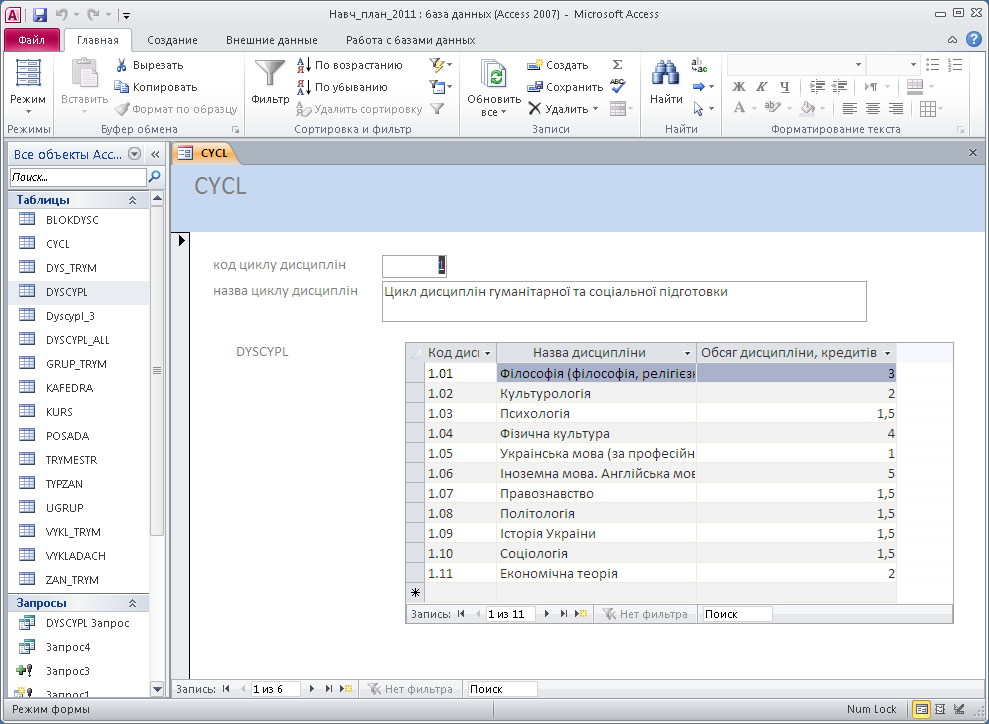 Навч_план_2011 : база данных (Access 2007) - Microsoft Access
Файл Главная Создание Внешние данные Работа с базами данных
Режим
Режимы
Вставить
Вырезать
Копировать
Формат по образцу
Буфер обмена
Фильтр
По возрастанию
По убыванию
Удалить сортировку
Сортировка и фильтр
Обновить
все
Создать
Сохранить
Удалить
Записи
Найти
Найти
Ж К Ч
Форматирование текста
Все объекты Acc...
Поиск...
Таблицы
BLOKDYSC
CYCL
DYS_TRYM
DYSCYPL
Dyscypl_3
DYSCYPL_ALL
GRUP_TRYM
KAFEDRA
KURS
POSADA
TRYMESTR
TYPZAN
UGRUP
VYKL_TRYM
VYKLADACH
ZAN_TRYM
Запросы
DYSCYPL Запрос
Запрос4
Запрос3
Запрос1
CYCL
CYCL
код циклу дисциплін 1
назва циклу дисциплін Цикл дисциплін гуманітарної та соціальної підготовки
DYSCYPL
Код дисц Назва дисципліни Обсяг дисципліни, кредитів
1.01 Філософія (філософія, релігієзн 3
1.02 Культурологія 2
1.03 Психологія 1,5
1.04 Фізична культура 4
1.05 Українська мова (за професійн 1
1.06 Іноземна мова. Англійська мов 5
1.07 Правознавство 1,5
1.08 Політологія 1,5
1.09 Історія України 1,5
1.10 Соціологія 1,5
1.11 Економічна теорія 2
Запись: 1 из 11 Нет фильтра Поиск
Запись: 1 из 6 Нет фильтра Поиск
Режим формы Num Lock